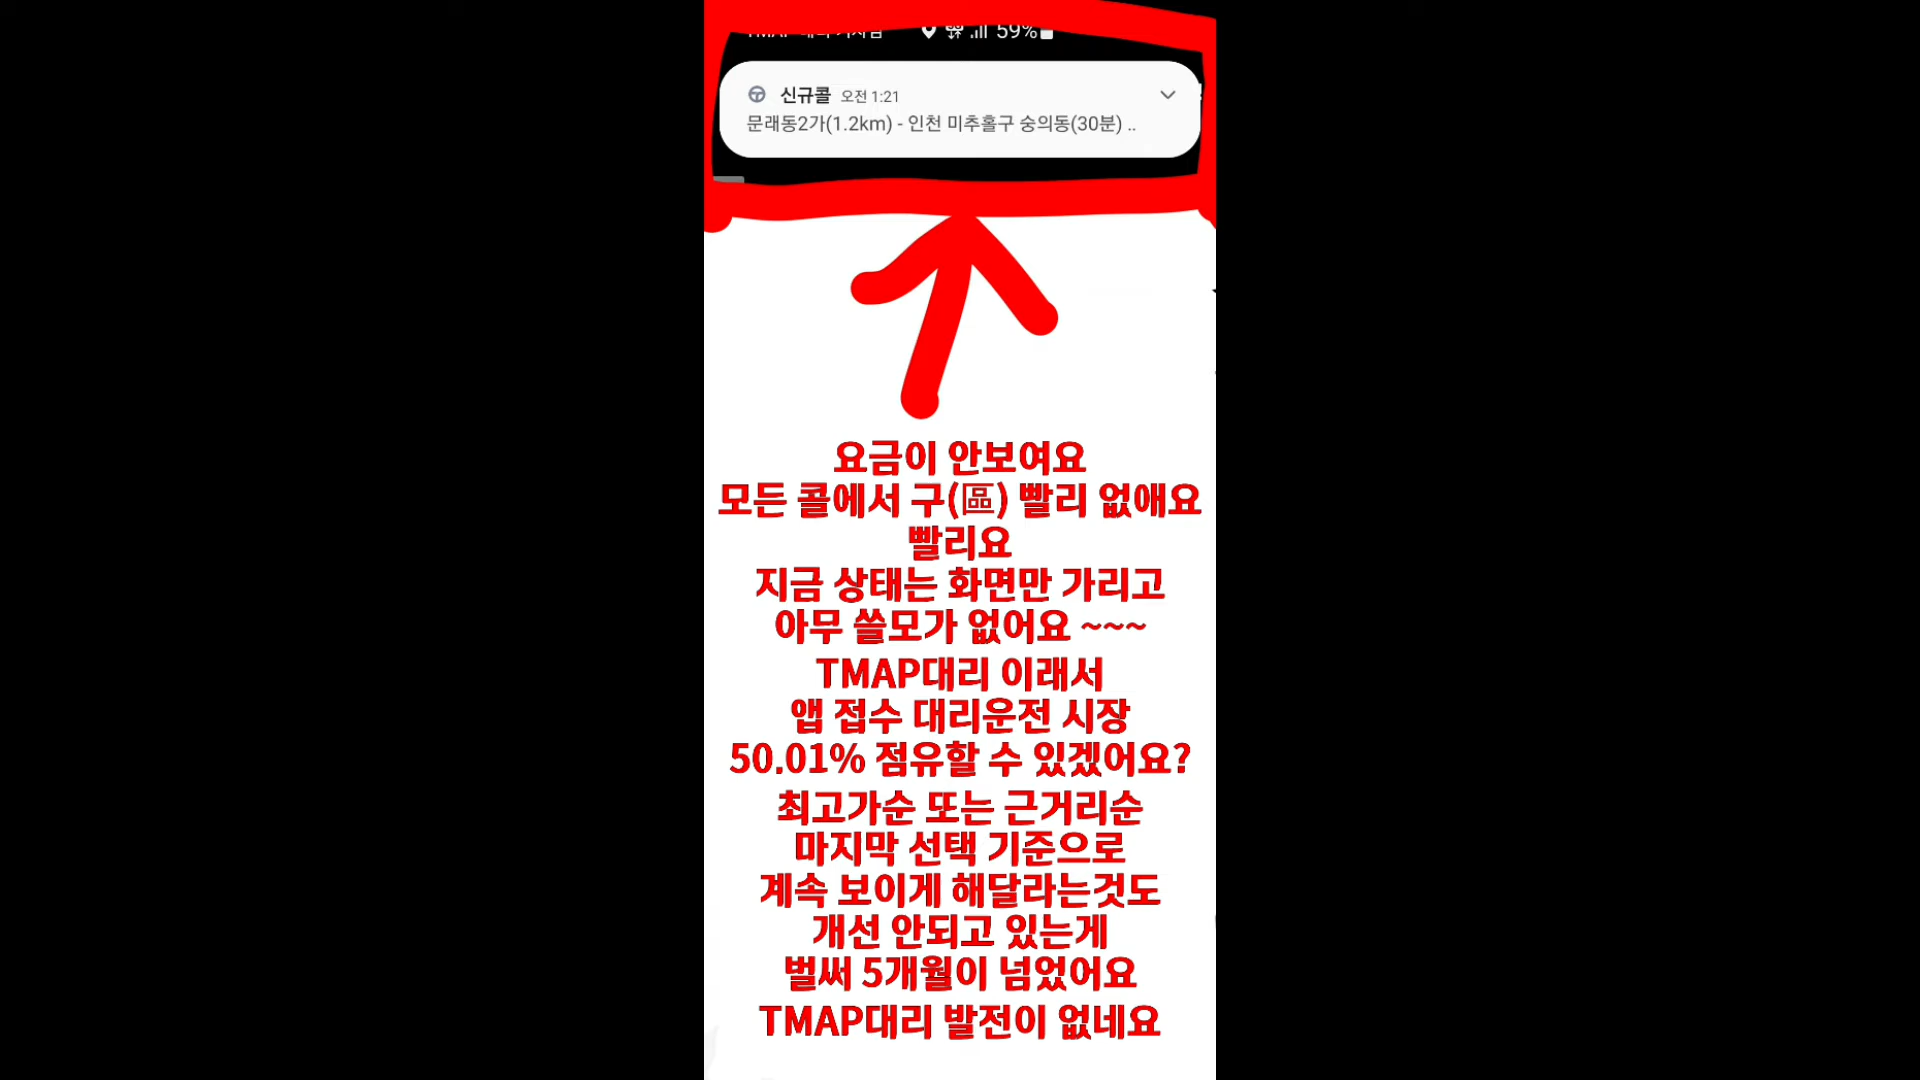 59%
신규콜 오전 1:21
문래동2가(1.2km) - 인천 미추홀구 숭의동(30분) ..
요금이 안보여요
모든 콜에서 구(區) 빨리 없애요
빨리요
지금 상태는 화면만 가리고
아무 쓸모가 없어요 ~~~
TMAP대리 이래서
앱 접수 대리운전 시장
50.01% 점유할 수 있겠어요?
최고가순 또는 근거리순
마지막 선택 기준으로
계속 보이게 해달라는것도
개선 안되고 있는게
벌써 5개월이 넘었어요
TMAP대리 발전이 없네요